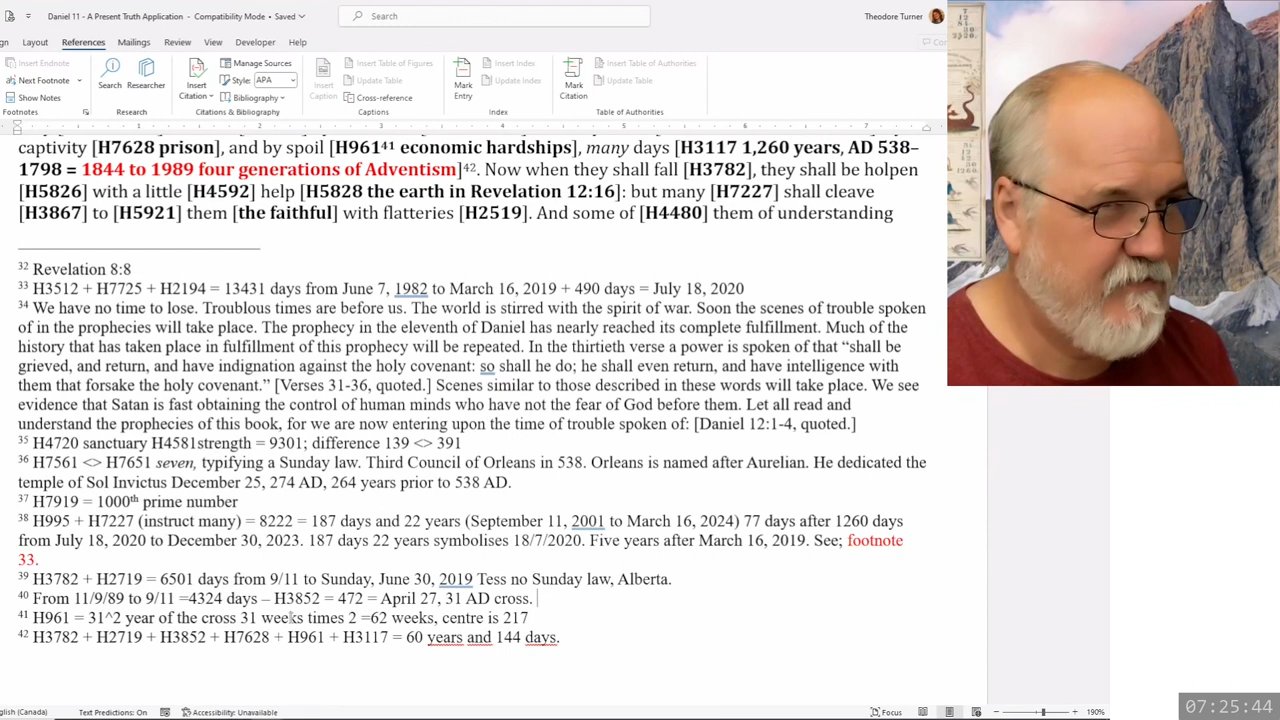 Daniel 11 - A Present Truth Application - Compatibility Mode • Saved
Search
Theodore Turner
Layout References Mailings Review View Developer Help
Insert Endnote
Next Footnote
Show Notes
Footnotes
Search
Researcher
Research
Insert Citation
Manage Sources
Style: APA
Bibliography
Citations & Bibliography
Insert Caption
Insert Table of Figures
Update Table
Cross-reference
Captions
Mark Entry
Insert Index
Update Index
Index
Mark Citation
Insert Table of Authorities
Update Table
Table of Authorities
1 2 3 4 5 6 7
captivity [H7628 prison], and by spoil [H961⁴¹ economic hardships], many days [H3117 1,260 years, AD 538–
1798 = 1844 to 1989 four generations of Adventism]⁴². Now when they shall fall [H3782], they shall be holpen
[H5826] with a little [H4592] help [H5828 the earth in Revelation 12:16]: but many [H7227] shall cleave
[H3867] to [H5921] them [the faithful] with flatteries [H2519]. And some of [H4480] them of understanding
³² Revelation 8:8
³³ H3512 + H7725 + H2194 = 13431 days from June 7, 1982 to March 16, 2019 + 490 days = July 18, 2020
³⁴ We have no time to lose. Troublous times are before us. The world is stirred with the spirit of war. Soon the scenes of trouble spoken
of in the prophecies will take place. The prophecy in the eleventh of Daniel has nearly reached its complete fulfillment. Much of the
history that has taken place in fulfillment of this prophecy will be repeated. In the thirtieth verse a power is spoken of that “shall be
grieved, and return, and have indignation against the holy covenant: so shall he do; he shall even return, and have intelligence with
them that forsake the holy covenant.” [Verses 31-36, quoted.] Scenes similar to those described in these words will take place. We see
evidence that Satan is fast obtaining the control of human minds who have not the fear of God before them. Let all read and
understand the prophecies of this book, for we are now entering upon the time of trouble spoken of: [Daniel 12:1-4, quoted.]
³⁵ H4720 sanctuary H4581strength = 9301; difference 139 <> 391
³⁶ H7561 <> H7651 seven, typifying a Sunday law. Third Council of Orleans in 538. Orleans is named after Aurelian. He dedicated the
temple of Sol Invictus December 25, 274 AD, 264 years prior to 538 AD.
³⁷ H7919 = 1000th prime number
³⁸ H995 + H7227 (instruct many) = 8222 = 187 days and 22 years (September 11, 2001 to March 16, 2024) 77 days after 1260 days
from July 18, 2020 to December 30, 2023. 187 days 22 years symbolises 18/7/2020. Five years after March 16, 2019. See; footnote
33.
³⁹ H3782 + H2719 = 6501 days from 9/11 to Sunday, June 30, 2019 Tess no Sunday law, Alberta.
⁴⁰ From 11/9/89 to 9/11 =4324 days – H3852 = 472 = April 27, 31 AD cross.
⁴¹ H961 = 31^2 year of the cross 31 weeks times 2 =62 weeks, centre is 217
⁴² H3782 + H2719 + H3852 + H7628 + H961 + H3117 = 60 years and 144 days.
English (Canada) Text Predictions: On Accessibility: Unavailable Focus 190%
07:25:44